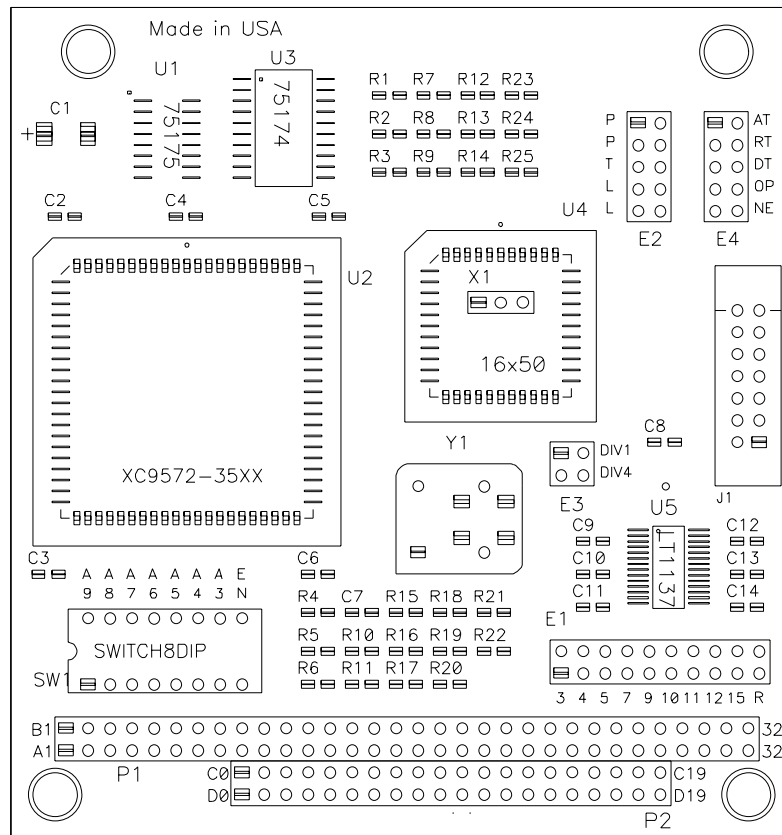 Made in USA
U1
U3
75175
75174
C1
+
R1 R7 R12 R23
R2 R8 R13 R24
R3 R9 R14 R25
P
P
T
L
L
E2
AT
RT
DT
OP
NE
E4
C2
C4
C5
U4
U2
X1
16x50
XC9572-35XX
Y1
DIV1
DIV4
E3
C8
J1
U5
LT1137
C9
C10
C11
C12
C13
C14
C3
A A A A A A A E
9 8 7 6 5 4 3 N
SWITCH8DIP
SW1
C6
R4 C7 R15 R18 R21
R5 R10 R16 R19 R22
R6 R11 R17 R20
E1
3 4 5 7 9 10 11 12 15 R
B1 32
A1 32
P1
C0 C19
D0 D19
P2